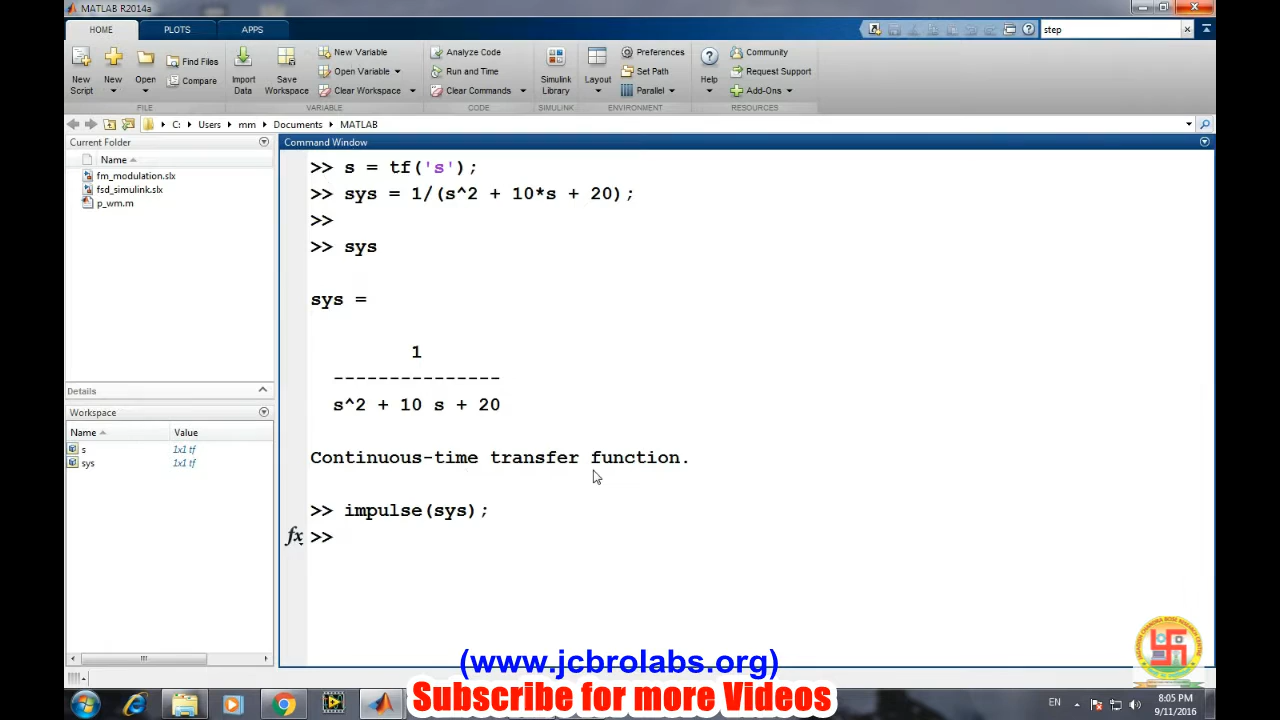 MATLAB R2014a
HOME PLOTS APPS
step
New Script
New
Open
Find Files
Compare
Import Data
Save Workspace
New Variable
Open Variable
Clear Workspace
Analyze Code
Run and Time
Clear Commands
Simulink Library
Layout
Preferences
Set Path
Parallel
Help
Community
Request Support
Add-Ons
FILE VARIABLE CODE SIMULINK ENVIRONMENT RESOURCES
C: Users mm Documents MATLAB
Current Folder
Name
fm_modulation.slx
fsd_simulink.slx
p_wm.m
Details
Workspace
Name Value
s 1x1 tf
sys 1x1 tf
Command Window
>> s = tf('s');
>> sys = 1/(s^2 + 10*s + 20);
>>
>> sys
sys =
1
---------------
s^2 + 10 s + 20
Continuous-time transfer function.
>> impulse(sys);
fx >>
(www.jcbrolabs.org)
Subscribe for more Videos
EN
8:05 PM
9/11/2016